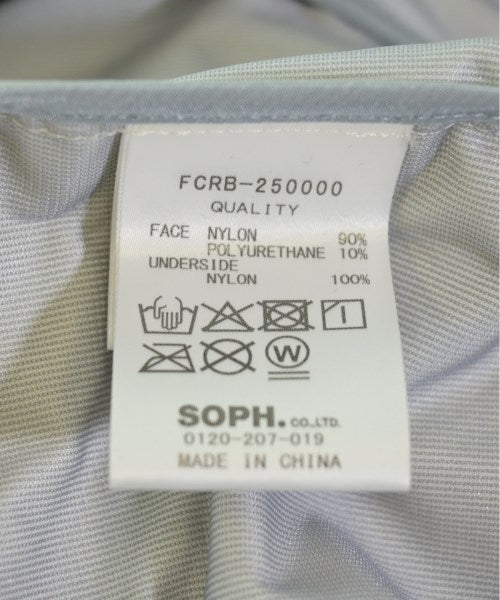 FCRB-250000
QUALITY
FACE NYLON 90%
POLYURETHANE 10%
UNDERSIDE
NYLON 100%
W
SOPH. CO.,LTD.
0120-207-019
MADE IN CHINA